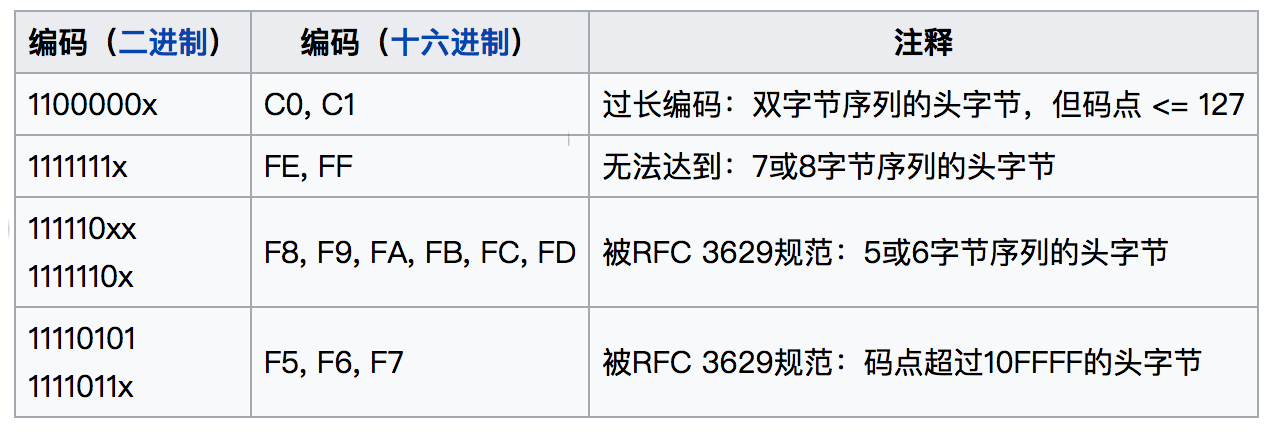 编码（二进制） 编码（十六进制） 注释
1100000x C0, C1 过长编码：双字节序列的头字节，但码点 <= 127
1111111x FE, FF 无法达到：7或8字节序列的头字节
111110xx
1111110x F8, F9, FA, FB, FC, FD 被RFC 3629规范：5或6字节序列的头字节
11110101
1111011x F5, F6, F7 被RFC 3629规范：码点超过10FFFF的头字节